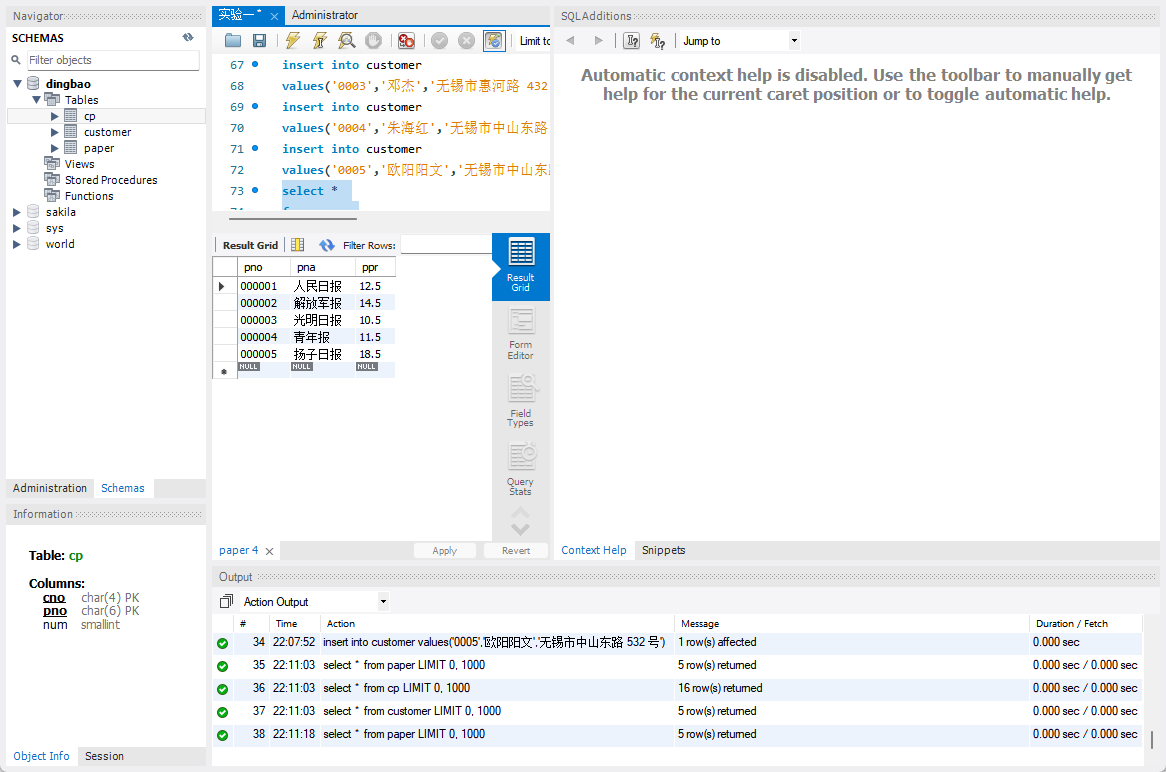 Navigator
SCHEMAS
Filter objects
dingbao
Tables
cp
customer
paper
Views
Stored Procedures
Functions
sakila
sys
world
Administration Schemas
Information
Table: cp
Columns:
cno char(4) PK
pno char(6) PK
num smallint
Object Info Session
实验一* Administrator
Limit to
67 insert into customer
68 values('0003','邓杰','无锡市惠河路 432
69 insert into customer
70 values('0004','朱海红','无锡市中山东路
71 insert into customer
72 values('0005','欧阳阳文','无锡市中山东
73 select *
Result Grid Filter Rows:
pno pna ppr
000001 人民日报 12.5
000002 解放军报 14.5
000003 光明日报 10.5
000004 青年报 11.5
000005 扬子日报 18.5
NULL NULL NULL
Result Grid
Form Editor
Field Types
Query Stats
paper 4 Apply Revert
SQLAdditions
Jump to
Automatic context help is disabled. Use the toolbar to manually get
help for the current caret position or to toggle automatic help.
Context Help Snippets
Output
Action Output
# Time Action Message Duration / Fetch
34 22:07:52 insert into customer values('0005','欧阳阳文','无锡市中山东路 532 号') 1 row(s) affected 0.000 sec
35 22:11:03 select * from paper LIMIT 0, 1000 5 row(s) returned 0.000 sec / 0.000 sec
36 22:11:03 select * from cp LIMIT 0, 1000 16 row(s) returned 0.000 sec / 0.000 sec
37 22:11:03 select * from customer LIMIT 0, 1000 5 row(s) returned 0.000 sec / 0.000 sec
38 22:11:18 select * from paper LIMIT 0, 1000 5 row(s) returned 0.000 sec / 0.000 sec